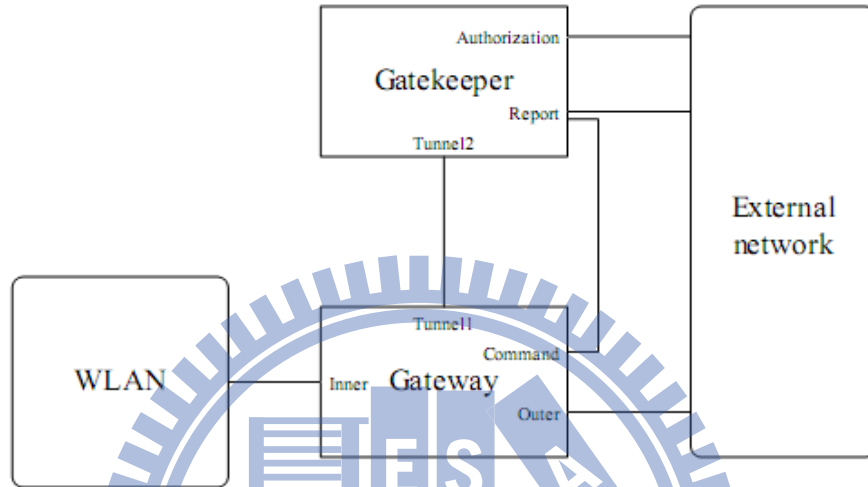 Authorization
Gatekeeper
Report
Tunnel2
External
network
Tunnel1
Command
WLAN
Inner
Gateway
Outer
E S A